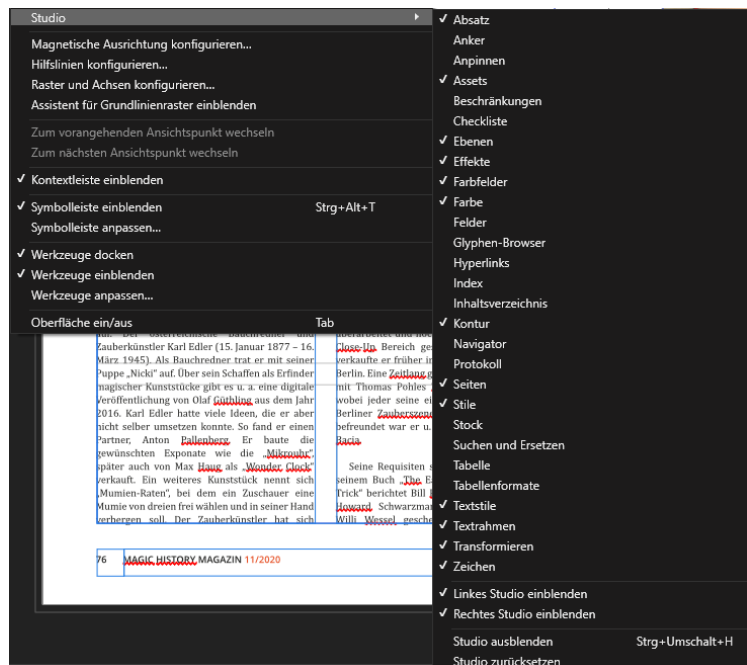 Studio
Magnetische Ausrichtung konfigurieren...
Hilfslinien konfigurieren...
Raster und Achsen konfigurieren...
Assistent für Grundlinienraster einblenden
Zum vorangehenden Ansichtspunkt wechseln
Zum nächsten Ansichtspunkt wechseln
Kontextleiste einblenden
Symbolleiste einblenden Strg+Alt+T
Symbolleiste anpassen...
Werkzeuge docken
Werkzeuge einblenden
Werkzeuge anpassen...
Oberfläche ein/aus Tab
Absatz
Anker
Anpinnen
Assets
Beschränkungen
Checkliste
Ebenen
Effekte
Farbfelder
Farbe
Felder
Glyphen-Browser
Hyperlinks
Index
Inhaltsverzeichnis
Kontur
Navigator
Protokoll
Seiten
Stile
Stock
Suchen und Ersetzen
Tabelle
Tabellenformate
Textstile
Textrahmen
Transformieren
Zeichen
Linkes Studio einblenden
Rechtes Studio einblenden
Studio ausblenden Strg+Umschalt+H
Studio zurücksetzen
Zauberkünstler Karl Edler (15. Januar 1877 – 16.
März 1945). Als Bauchredner trat er mit seiner
Puppe „Nicki" auf. Über sein Schaffen als Erfinder
magischer Kunststücke gibt es u. a. eine digitale
Veröffentlichung von Olaf Güthling aus dem Jahr
2016. Karl Edler hatte viele Ideen, die er aber
nicht selber umsetzen konnte. So fand er einen
Partner, Anton Pallenberg. Er baute die
gewünschten Exponate wie die „Mikrouhr",
später auch von Max Haug als „Wonder Clock"
verkauft. Ein weiteres Kunststück nennt sich
„Mumien-Raten", bei dem ein Zuschauer eine
Mumie von dreien frei wählen und in seiner Hand
verbergen soll. Der Zauberkünstler hat sich
Close-Up Bereich
verkaufte er früher
Berlin. Eine Zeitlang
mit Thomas Pohles
wobei jeder seine
Berliner Zauberszene
befreundet war er u.
Bacia.
Seine Requisiten
seinem Buch „The
Trick" berichtet Bill
Howard. Schwarzman
Willi Wessel
76 MAGIC HISTORY MAGAZIN 11/2020